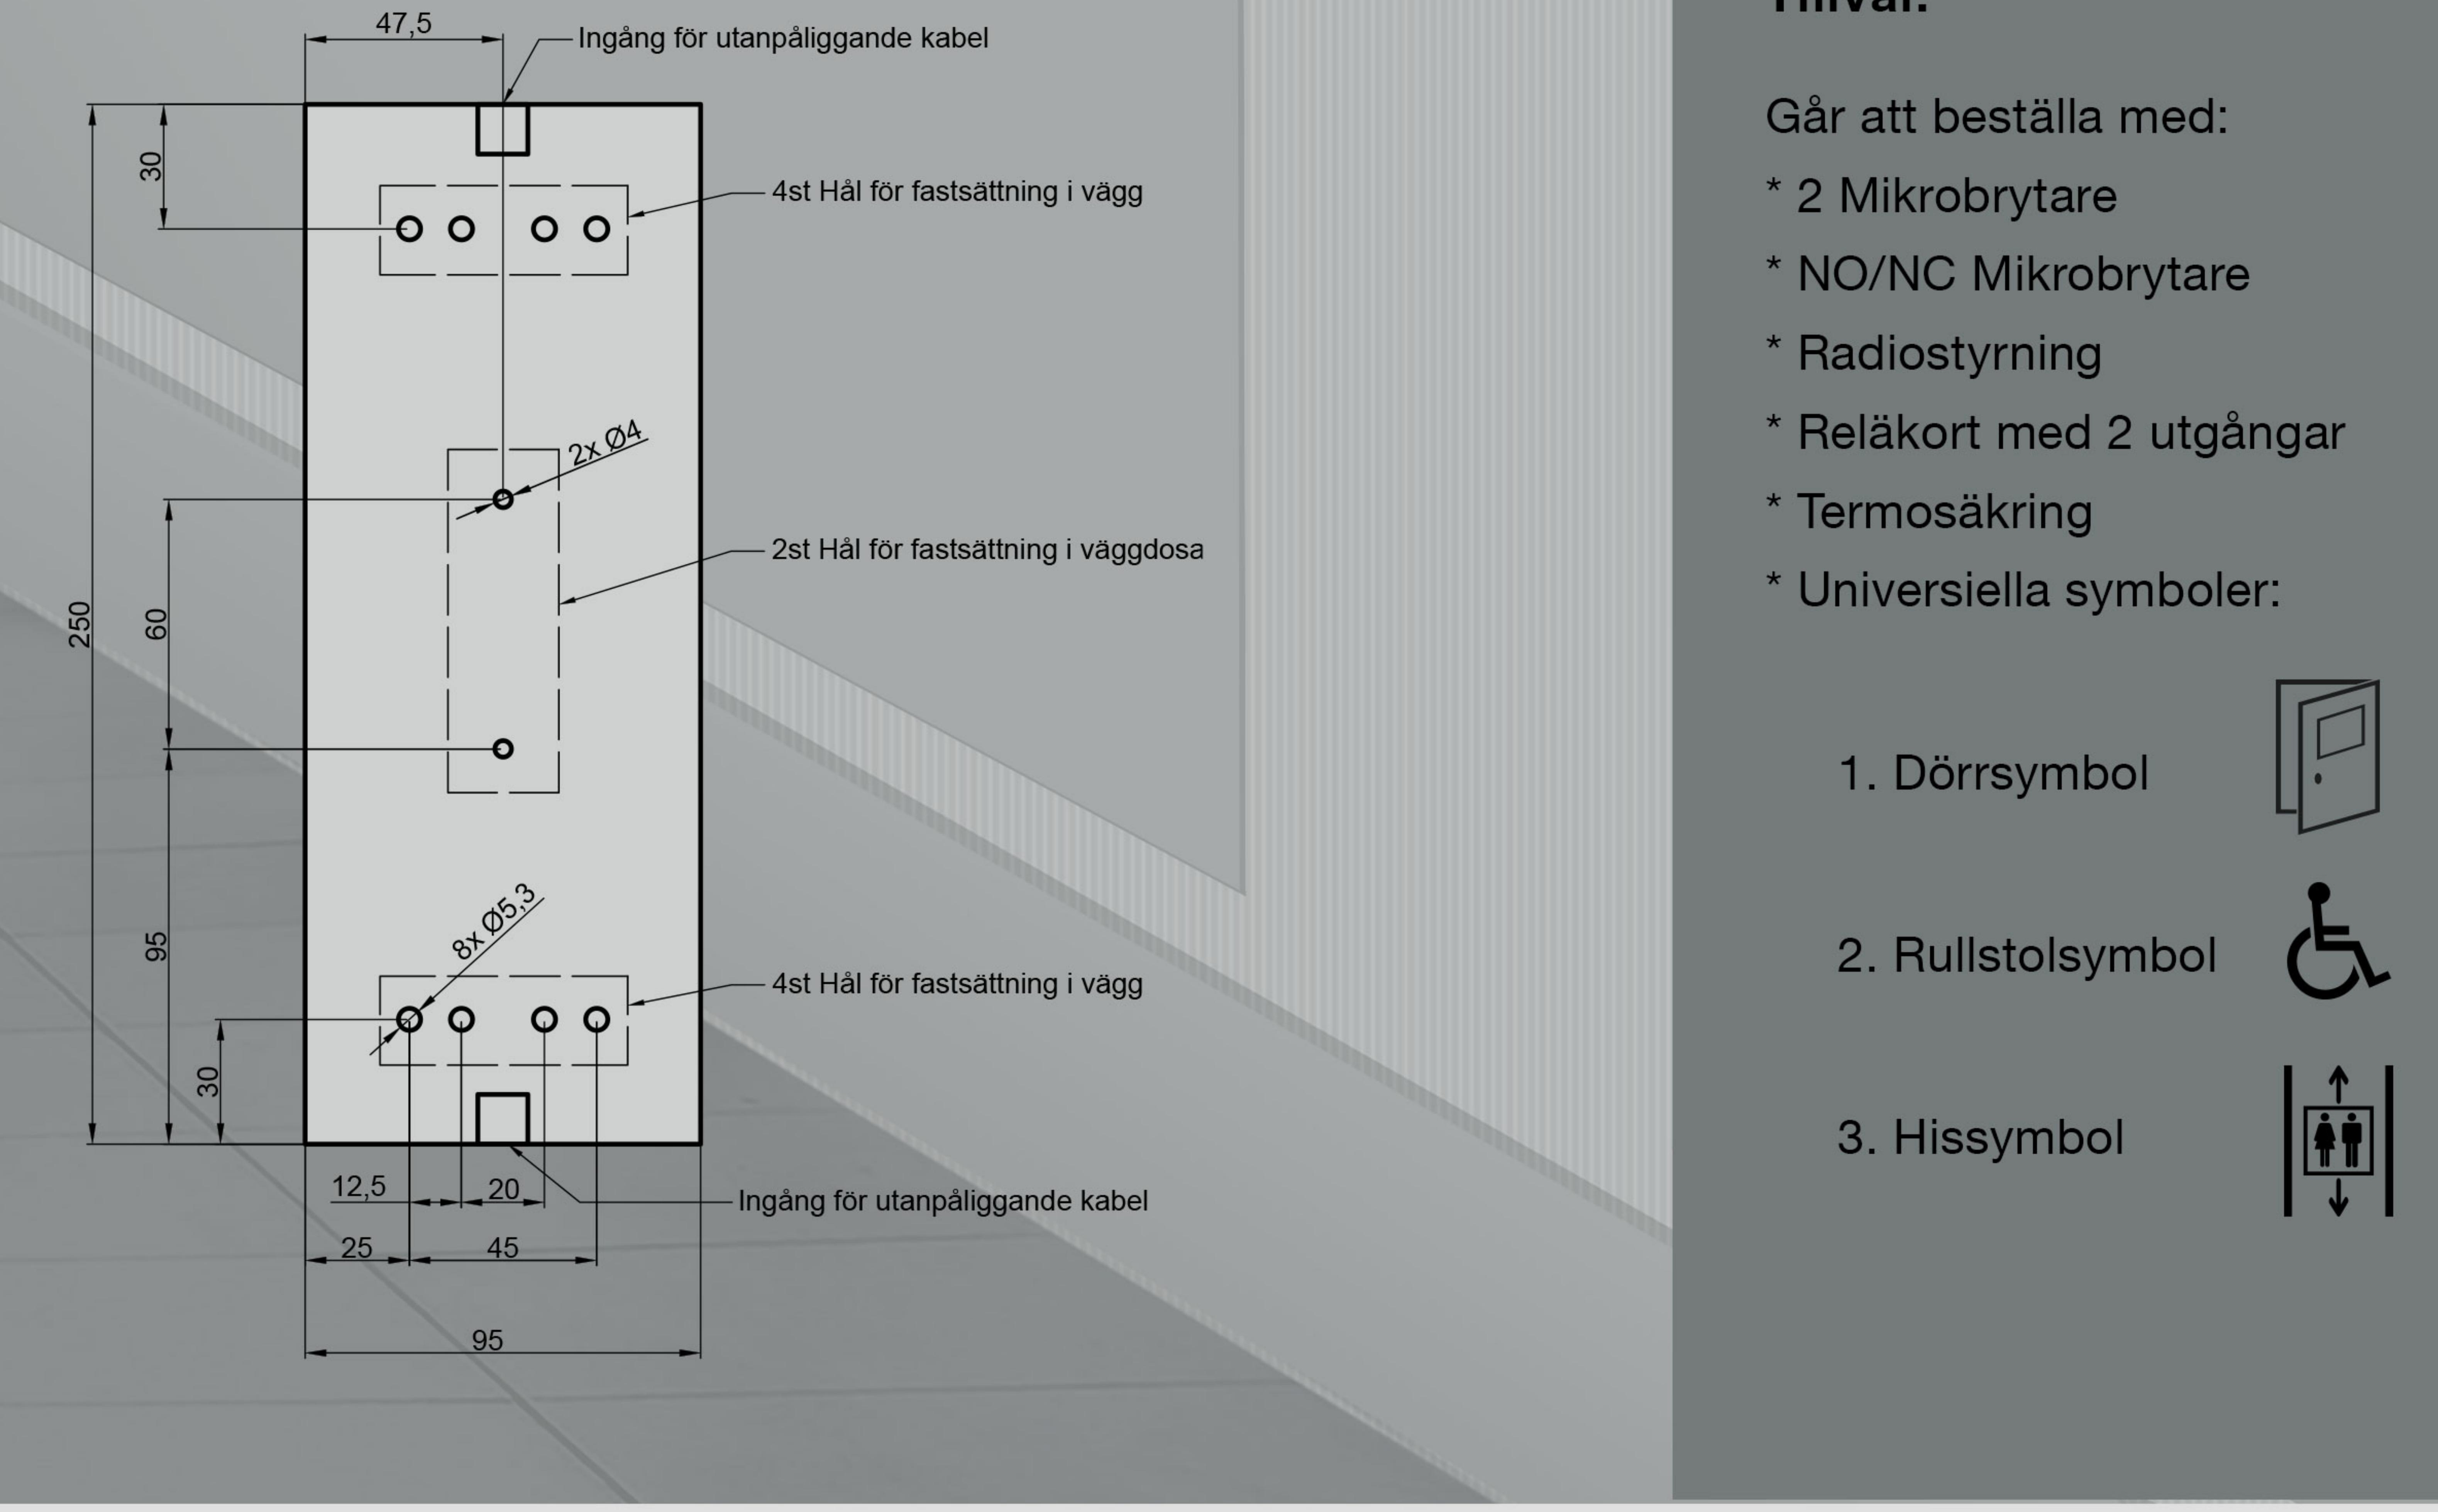 47,5
Ingång för utanpåliggande kabel
30
4st Hål för fastsättning i vägg
2x Ø4
2st Hål för fastsättning i väggdosa
250
60
95
8x Ø5,3
4st Hål för fastsättning i vägg
30
12,5
20
Ingång för utanpåliggande kabel
25
45
95
Går att beställa med:
* 2 Mikrobrytare
* NO/NC Mikrobrytare
* Radiostyrning
* Reläkort med 2 utgångar
* Termosäkring
* Universiella symboler:
1. Dörrsymbol
2. Rullstolsymbol
3. Hissymbol